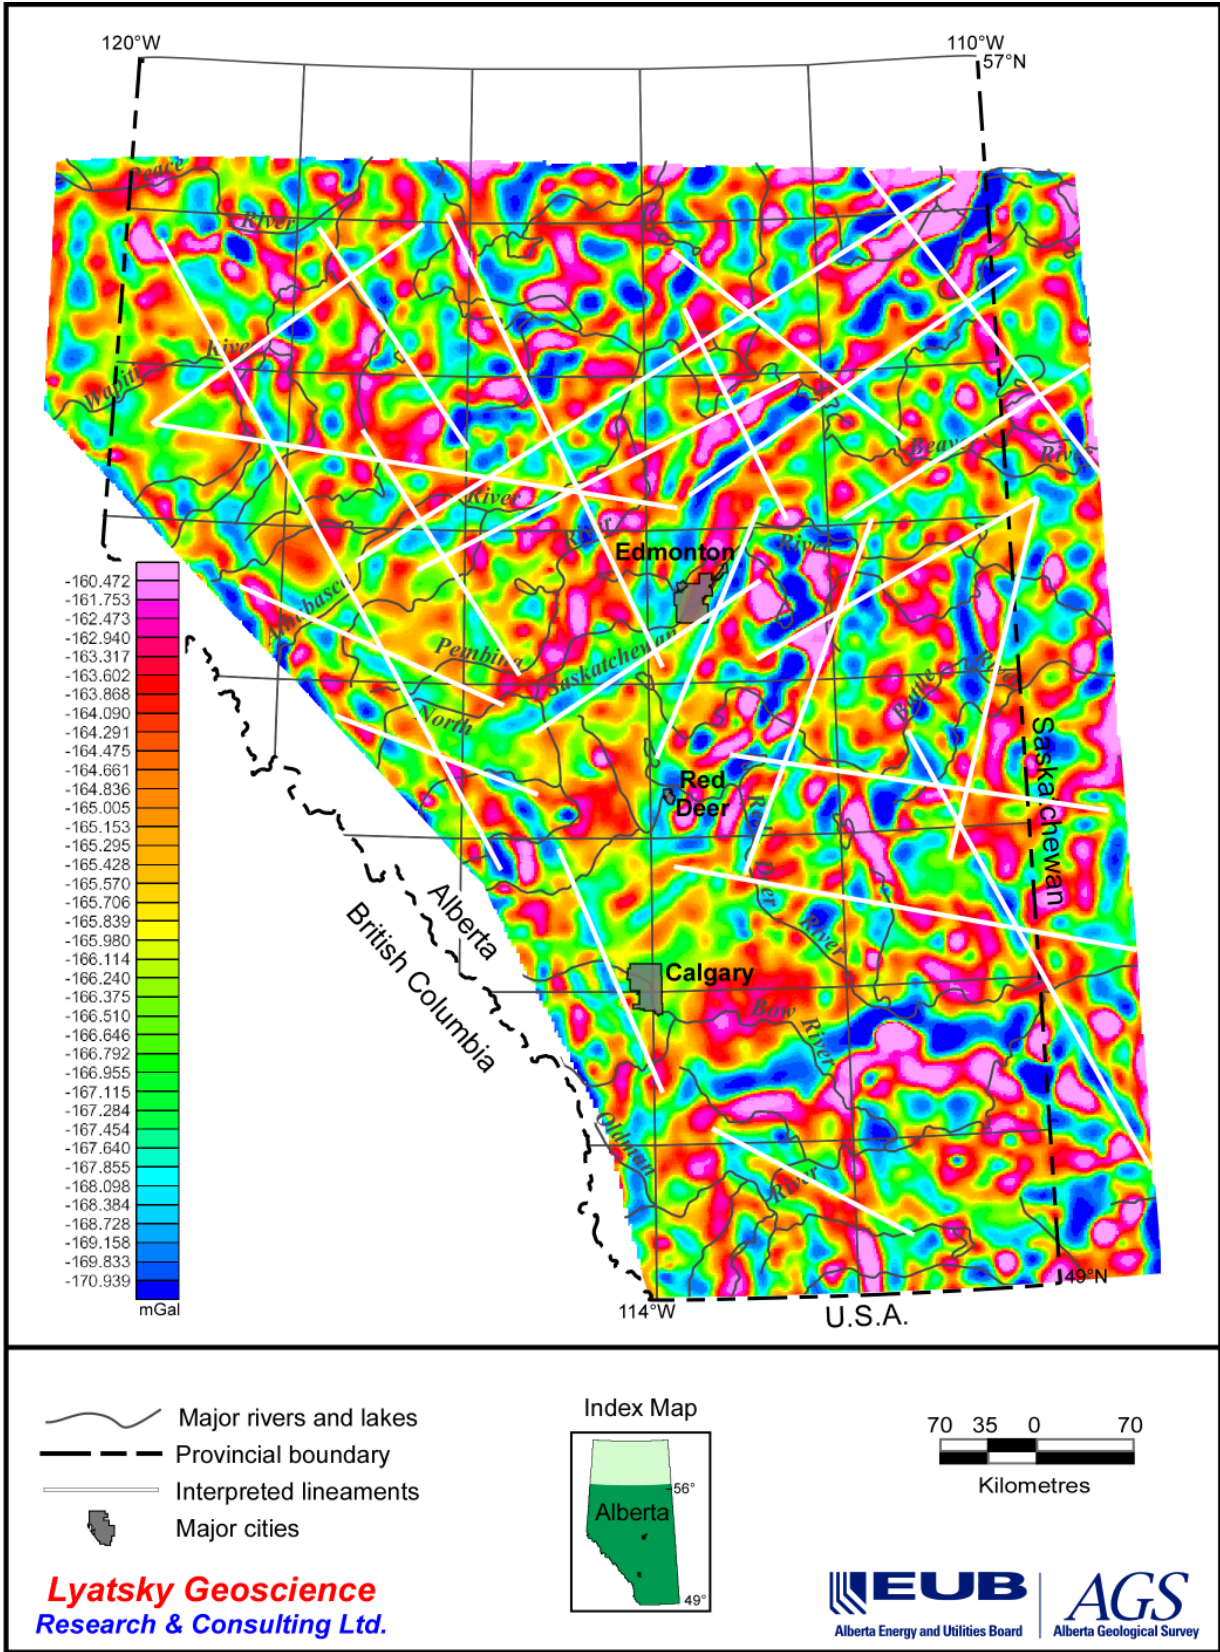 120°W
110°W
57°N
Peace
River
River
Wapiti
Beaver
River
River
River
Edmonton
River
Athabasca
Pembina
Saskatchewan
North
Battle
River
Saskatchewan
Red
Deer
Red Deer
River
Alberta
British Columbia
Calgary
Bow
River
Oldman
River
49°N
114°W
U.S.A.
-160.472
-161.753
-162.473
-162.940
-163.317
-163.602
-163.868
-164.090
-164.291
-164.475
-164.661
-164.836
-165.005
-165.153
-165.295
-165.428
-165.570
-165.706
-165.839
-165.980
-166.114
-166.240
-166.375
-166.510
-166.646
-166.792
-166.955
-167.115
-167.284
-167.454
-167.640
-167.855
-168.098
-168.384
-168.728
-169.158
-169.833
-170.939
mGal
Major rivers and lakes
Provincial boundary
Interpreted lineaments
Major cities
Lyatsky Geoscience
Research & Consulting Ltd.
Index Map
56°
Alberta
49°
70 35 0 70
Kilometres
EUB
Alberta Energy and Utilities Board
AGS
Alberta Geological Survey